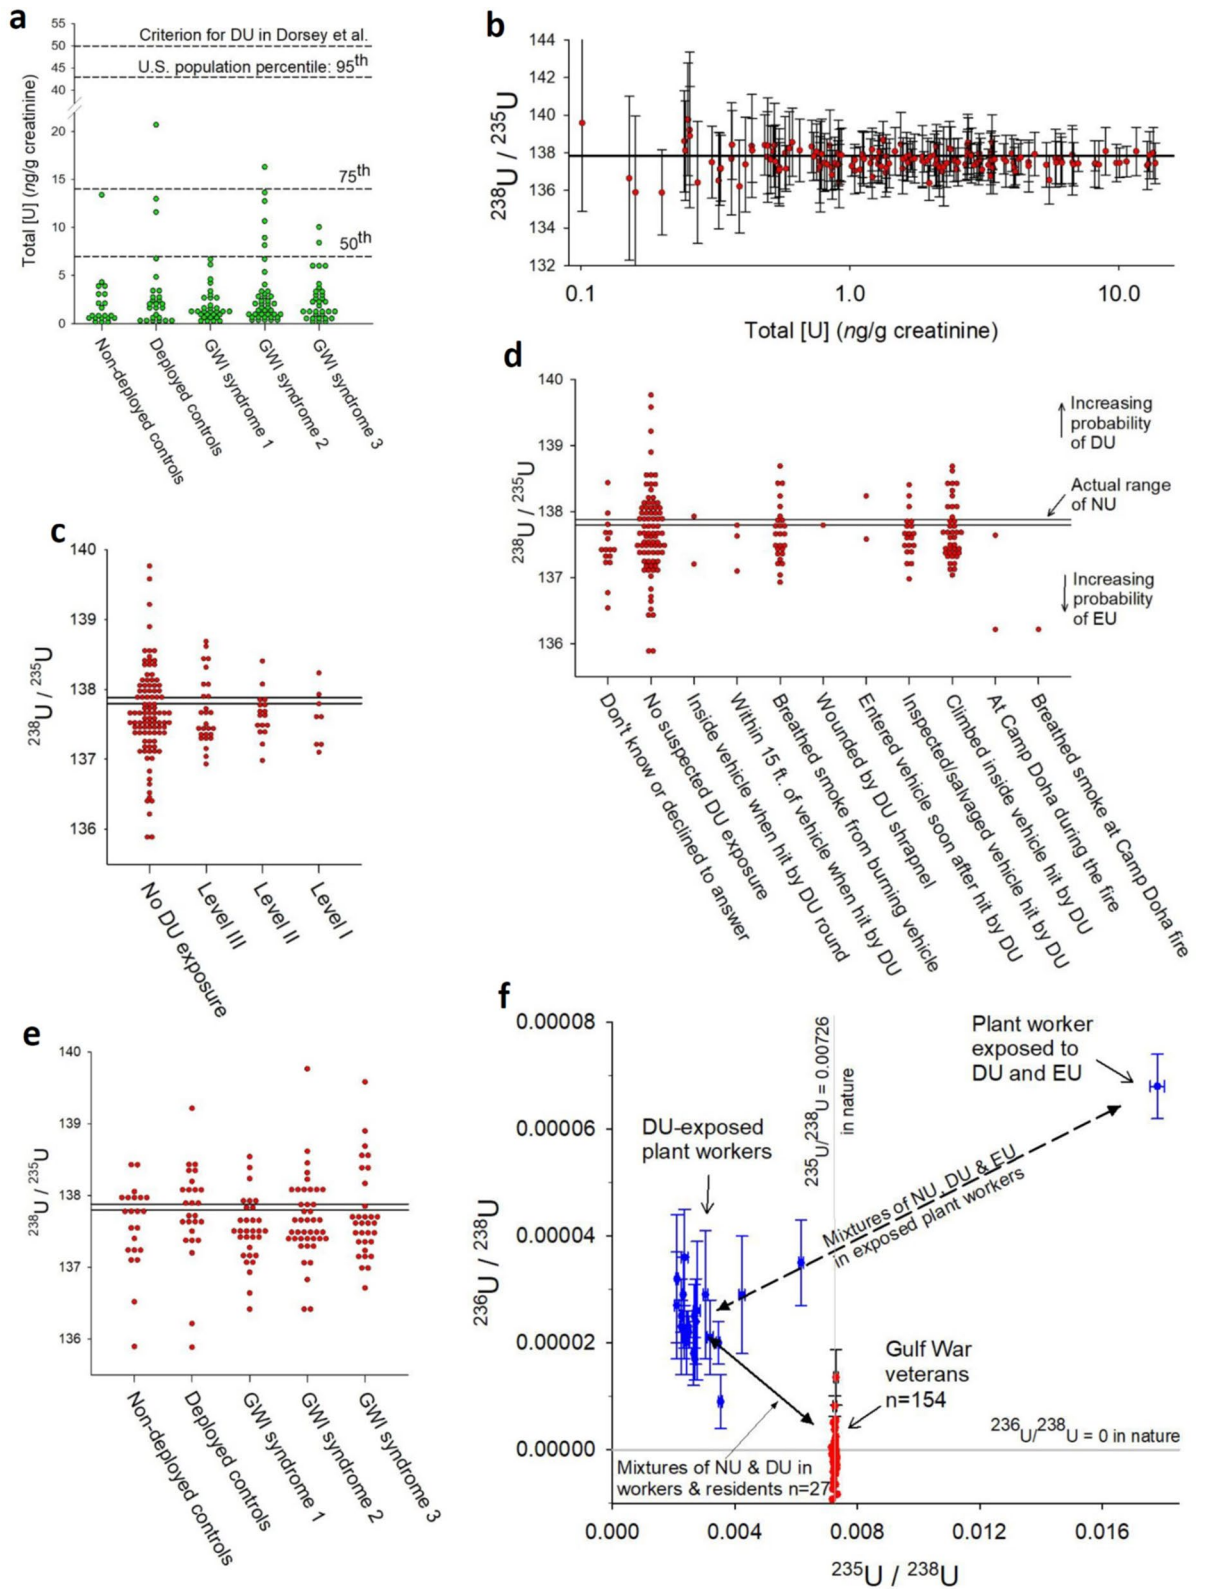 a
55
50
45
40
20
15
10
5
0
Total [U] (ng/g creatinine)
Criterion for DU in Dorsey et al.
U.S. population percentile: 95th
75th
50th
Non-deployed controls
Deployed controls
GWI syndrome 1
GWI syndrome 2
GWI syndrome 3
b
144
142
140
138
136
134
132
238U / 235U
0.1
1.0
10.0
Total [U] (ng/g creatinine)
c
140
139
138
137
136
238U / 235U
No DU exposure
Level III
Level II
Level I
d
140
139
138
137
136
238U / 235U
Increasing
probability
of DU
Actual range
of NU
Increasing
probability
of EU
Don't know or declined to answer
No suspected DU exposure
Inside vehicle when hit by DU round
Within 15 ft. of vehicle when hit by DU
Breathed smoke from burning vehicle
Wounded by DU shrapnel
Entered vehicle soon after hit by DU
Inspected/salvaged vehicle hit by DU
Climbed inside vehicle hit by DU
At Camp Doha during the fire
Breathed smoke at Camp Doha fire
e
140
139
138
137
136
238U / 235U
Non-deployed controls
Deployed controls
GWI syndrome 1
GWI syndrome 2
GWI syndrome 3
f
0.00008
0.00006
0.00004
0.00002
0.00000
236U / 238U
DU-exposed
plant workers
235U/238U = 0.00726
in nature
Plant worker
exposed to
DU and EU
Mixtures of NU, DU & EU
in exposed plant workers
Gulf War
veterans
n=154
236U/238U = 0 in nature
Mixtures of NU & DU in
workers & residents n=27
0.000
0.004
0.008
0.012
0.016
235U / 238U